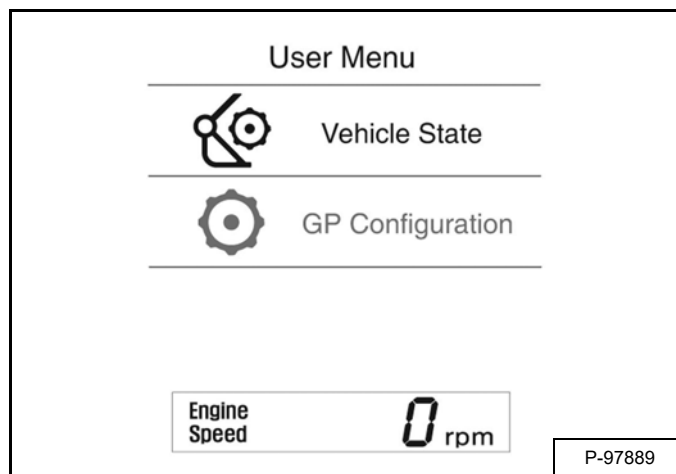 User Menu
Vehicle State
GP Configuration
Engine
Speed
0 rpm
P-97889